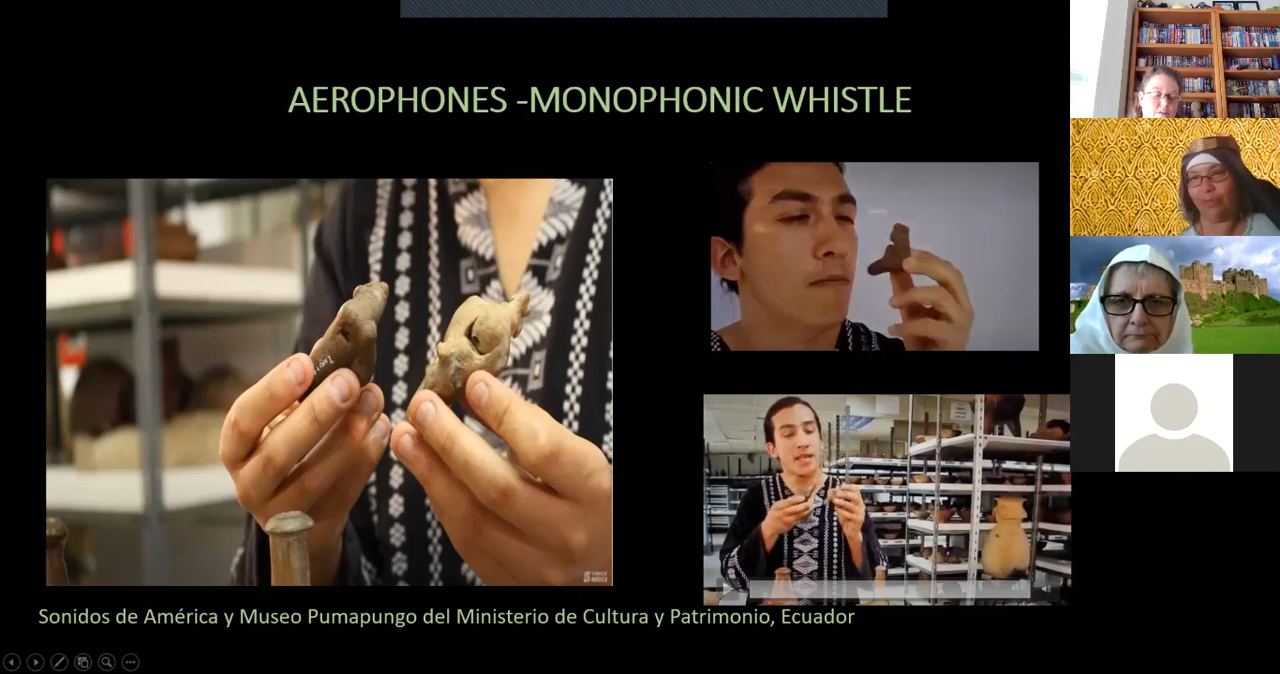 AEROPHONES -MONOPHONIC WHISTLE
Sonidos de América y Museo Pumapungo del Ministerio de Cultura y Patrimonio, Ecuador